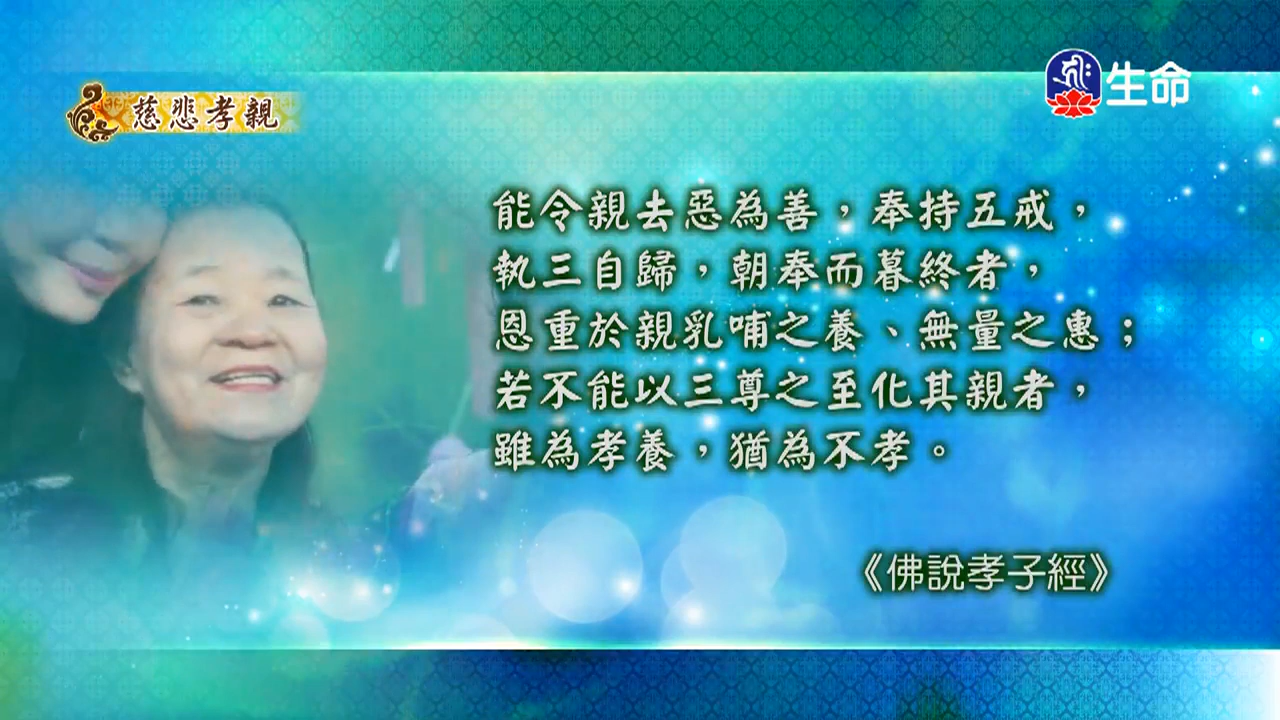 慈悲孝親
生命
能令親去惡為善，奉持五戒，
執三自歸，朝奉而暮終者，
恩重於親乳哺之養、無量之惠；
若不能以三尊之至化其親者，
雖為孝養，猶為不孝。
《佛說孝子經》